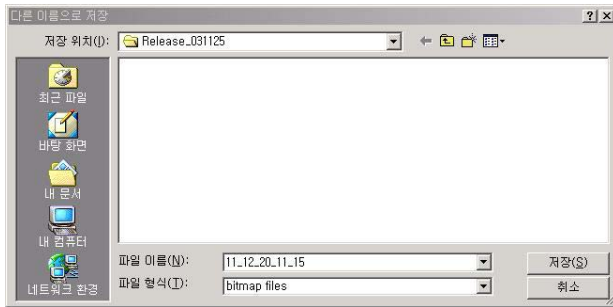 다른 이름으로 저장
저장 위치(I): Release_031125
최근 파일
바탕 화면
내 문서
내 컴퓨터
네트워크 환경
파일 이름(N): 11_12_20_11_15 저장(S)
파일 형식(T): bitmap files 취소